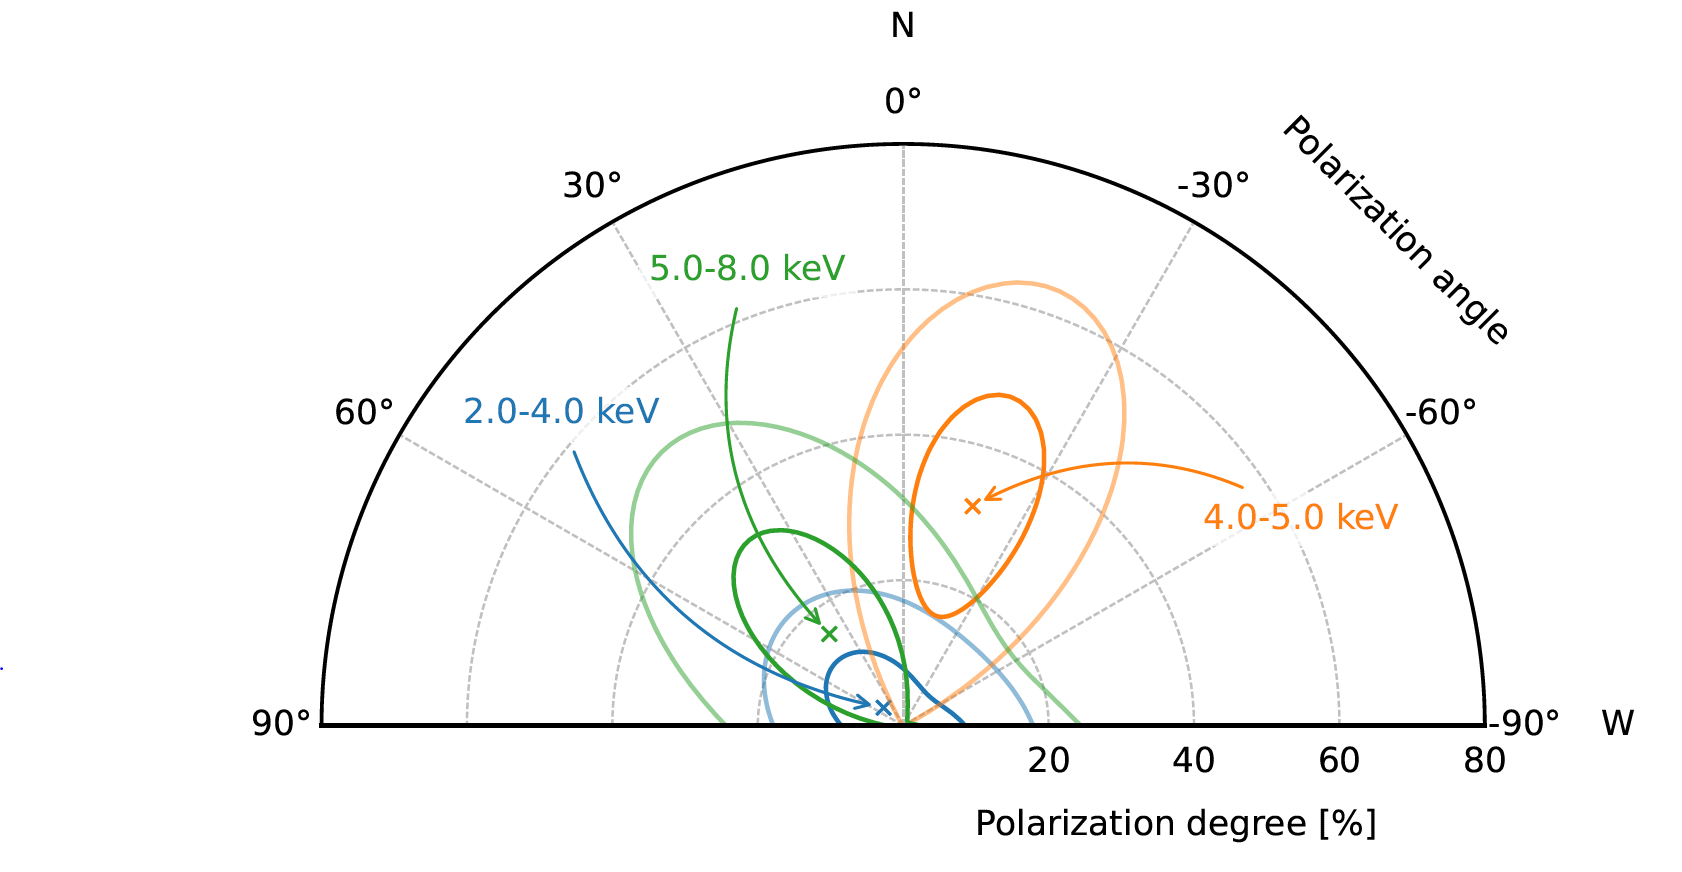 N
0°
30°
-30°
Polarization angle
5.0-8.0 keV
60°
2.0-4.0 keV
-60°
4.0-5.0 keV
90°
-90°
W
20
40
60
80
Polarization degree [%]